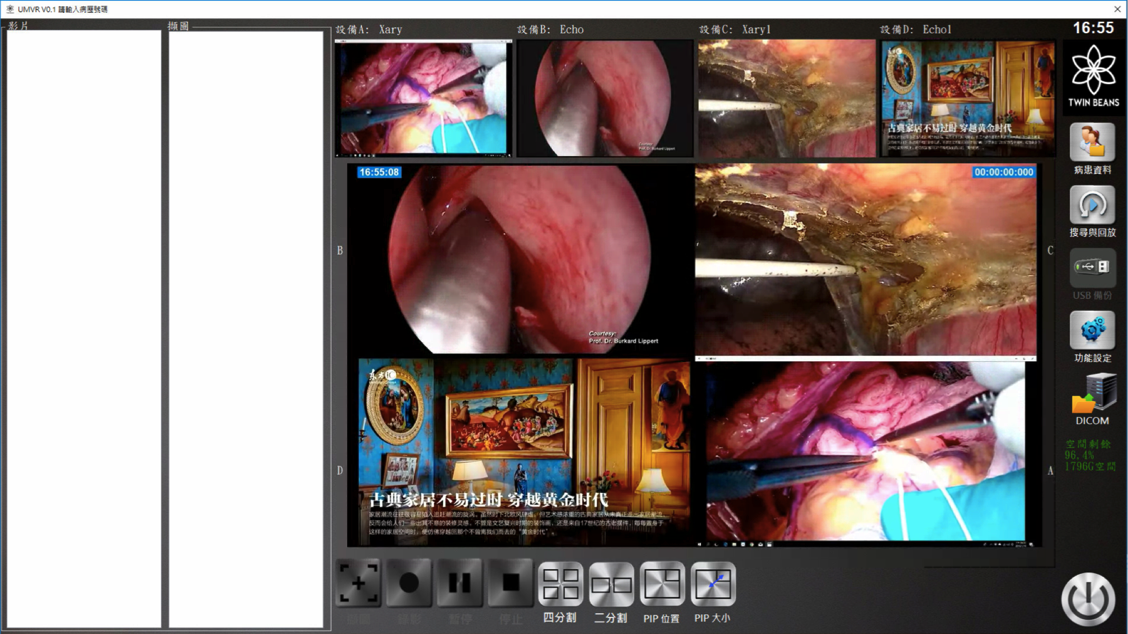 UMVR V0.1 請輸入病歷號碼
影片
擷圖
設備A: Xary
設備B: Echo
設備C: Xary1
設備D: Echo1
16:55
TWIN BEANS
古典家居不易过时 穿越黄金时代
病患資料
16:55:08
00:00:00:000
搜尋與回放
B
C
USB 備份
Courtesy:
Prof. Dr. Burkard Lippert
功能設定
DICOM
空間剩餘
96.4%
1796G空間
D
A
古典家居不易过时 穿越黄金时代
暫停
停止
四分割
二分割
PIP 位置
PIP 大小